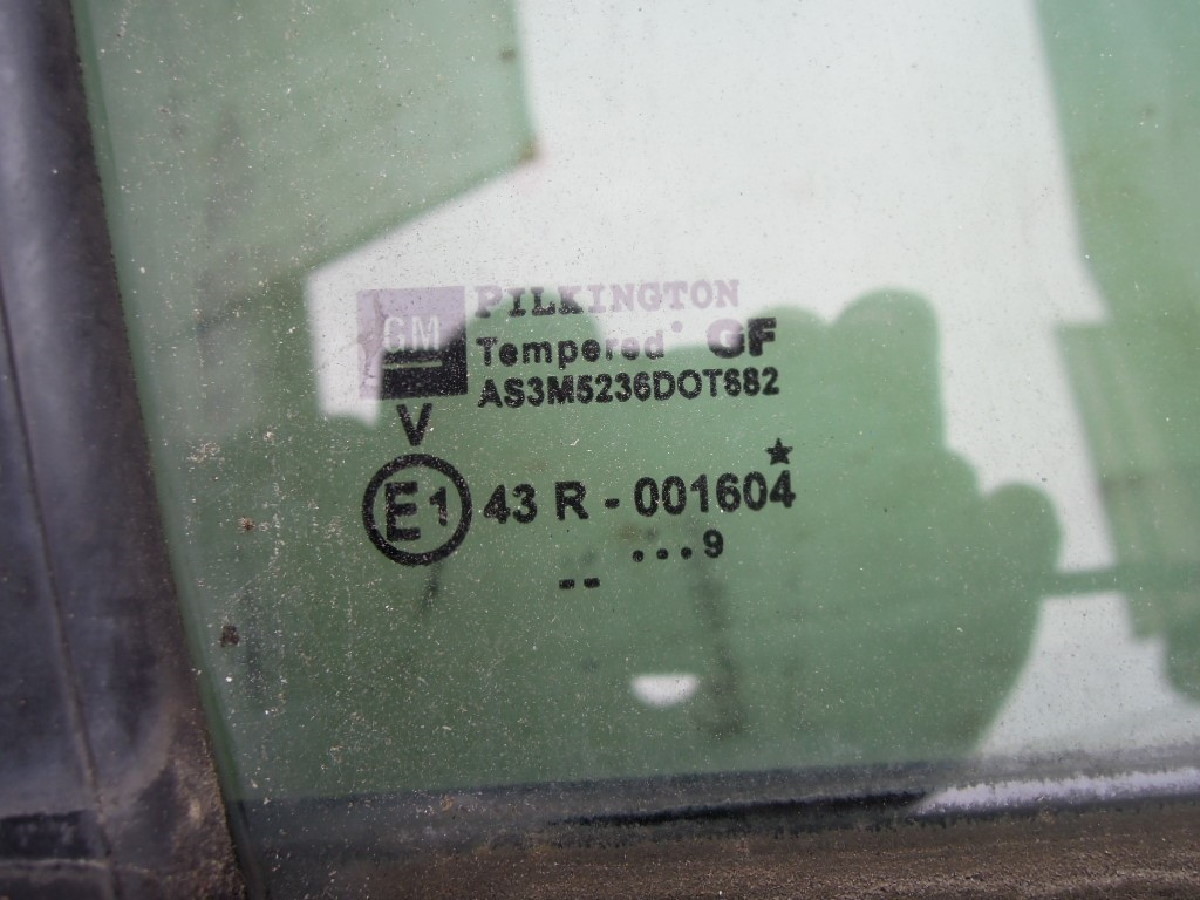 PILKINGTON
GM
Tempered GF
AS3M5236DOT682
V
★
E1 43 R - 001604
...9
--